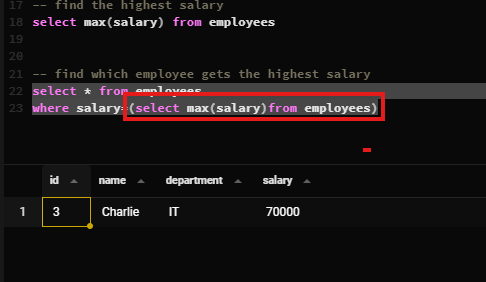 17 -- find the highest salary
18 select max(salary) from employees
19
20
21 -- find which employee gets the highest salary
22 select * from employees
23 where salary=(select max(salary)from employees)
id name department salary
1 3 Charlie IT 70000